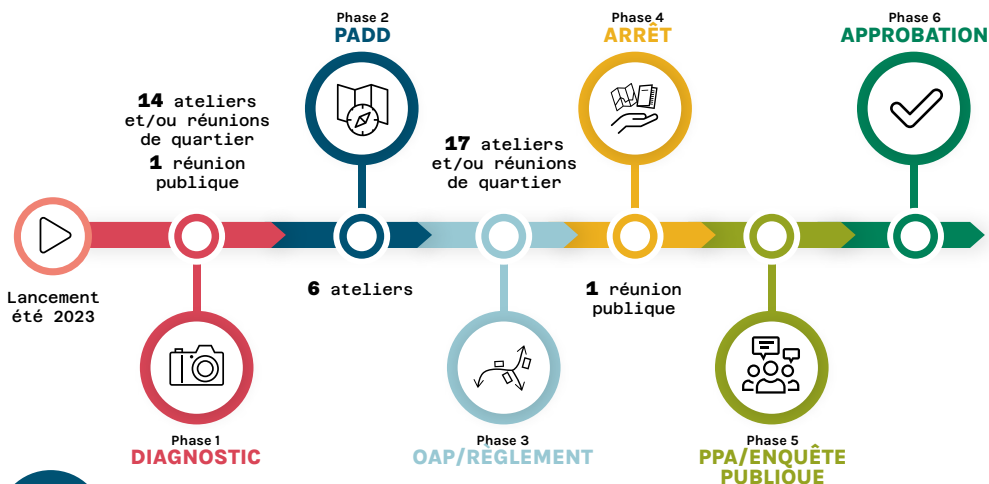 Phase 2
PADD
Phase 4
ARRÊT
Phase 6
APPROBATION
14 ateliers
et/ou réunions
de quartier
1 réunion
publique
17 ateliers
et/ou réunions
de quartier
Lancement
été 2023
6 ateliers
1 réunion
publique
Phase 1
DIAGNOSTIC
Phase 3
OAP/RÈGLEMENT
Phase 5
PPA/ENQUÊTE
PUBLIQUE